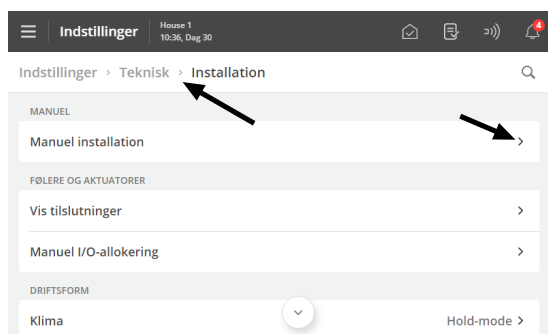 Indstillinger
House 1
10:36, Dag 30
4
Indstillinger > Teknisk > Installation
MANUEL
Manuel installation
FØLERE OG AKTUATORER
Vis tilslutninger
Manuel I/O-allokering
DRIFTSFORM
Klima Hold-mode